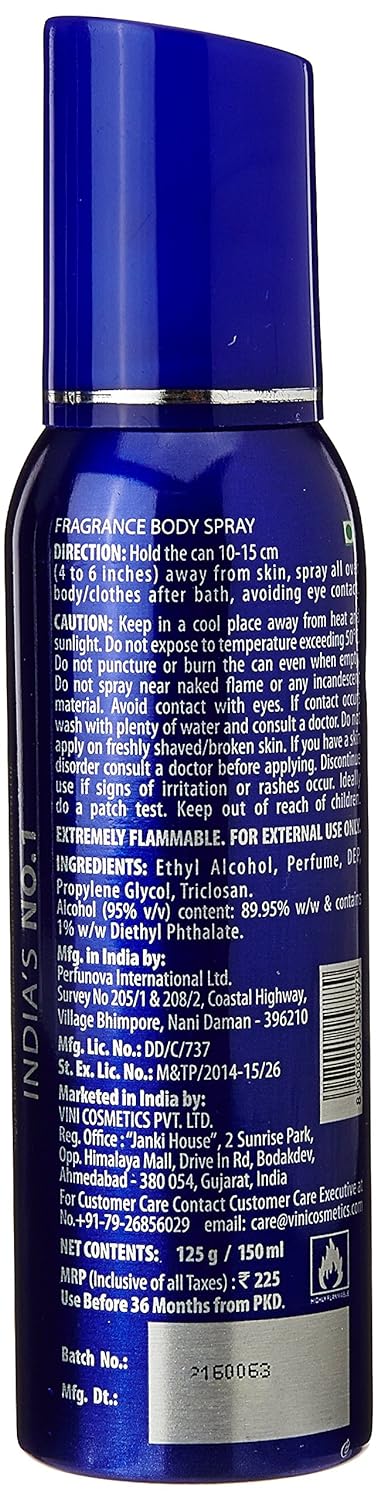 FRAGRANCE BODY SPRAY
DIRECTION: Hold the can 10-15 cm
(4 to 6 inches) away from skin, spray all over
body/clothes after bath, avoiding eye contact.
CAUTION: Keep in a cool place away from heat and
sunlight. Do not expose to temperature exceeding 50°
Do not puncture or burn the can even when empty.
Do not spray near naked flame or any incandescent
material. Avoid contact with eyes. If contact occurs
wash with plenty of water and consult a doctor. Do not
apply on freshly shaved/broken skin. If you have a skin
disorder consult a doctor before applying. Discontinue
use if signs of irritation or rashes occur. Ideally
do a patch test. Keep out of reach of children.
EXTREMELY FLAMMABLE. FOR EXTERNAL USE ONLY.
INGREDIENTS: Ethyl Alcohol, Perfume, DEP,
Propylene Glycol, Triclosan.
Alcohol (95% v/v) content: 89.95% w/w & contains
1% w/w Diethyl Phthalate.
Mfg. in India by:
Perfunova International Ltd.
Survey No 205/1 & 208/2, Coastal Highway,
Village Bhimpore, Nani Daman - 396210
Mfg. Lic. No.: DD/C/737
St. Ex. Lic. No.: M&TP/2014-15/26
Marketed in India by:
VINI COSMETICS PVT. LTD.
Reg. Office : "Janki House", 2 Sunrise Park,
Opp. Himalaya Mall, Drive In Rd, Bodakdev,
Ahmedabad - 380 054, Gujarat, India
For Customer Care Contact Customer Care Executive at
No.+91-79-26856029 email: care@vinicosmetics.com
NET CONTENTS: 125 g / 150 ml
MRP (Inclusive of all Taxes) : ₹ 225
Use Before 36 Months from PKD.
HIGHLY FLAMMABLE
Batch No.: P160063
Mfg. Dt.:
INDIA'S NO.1